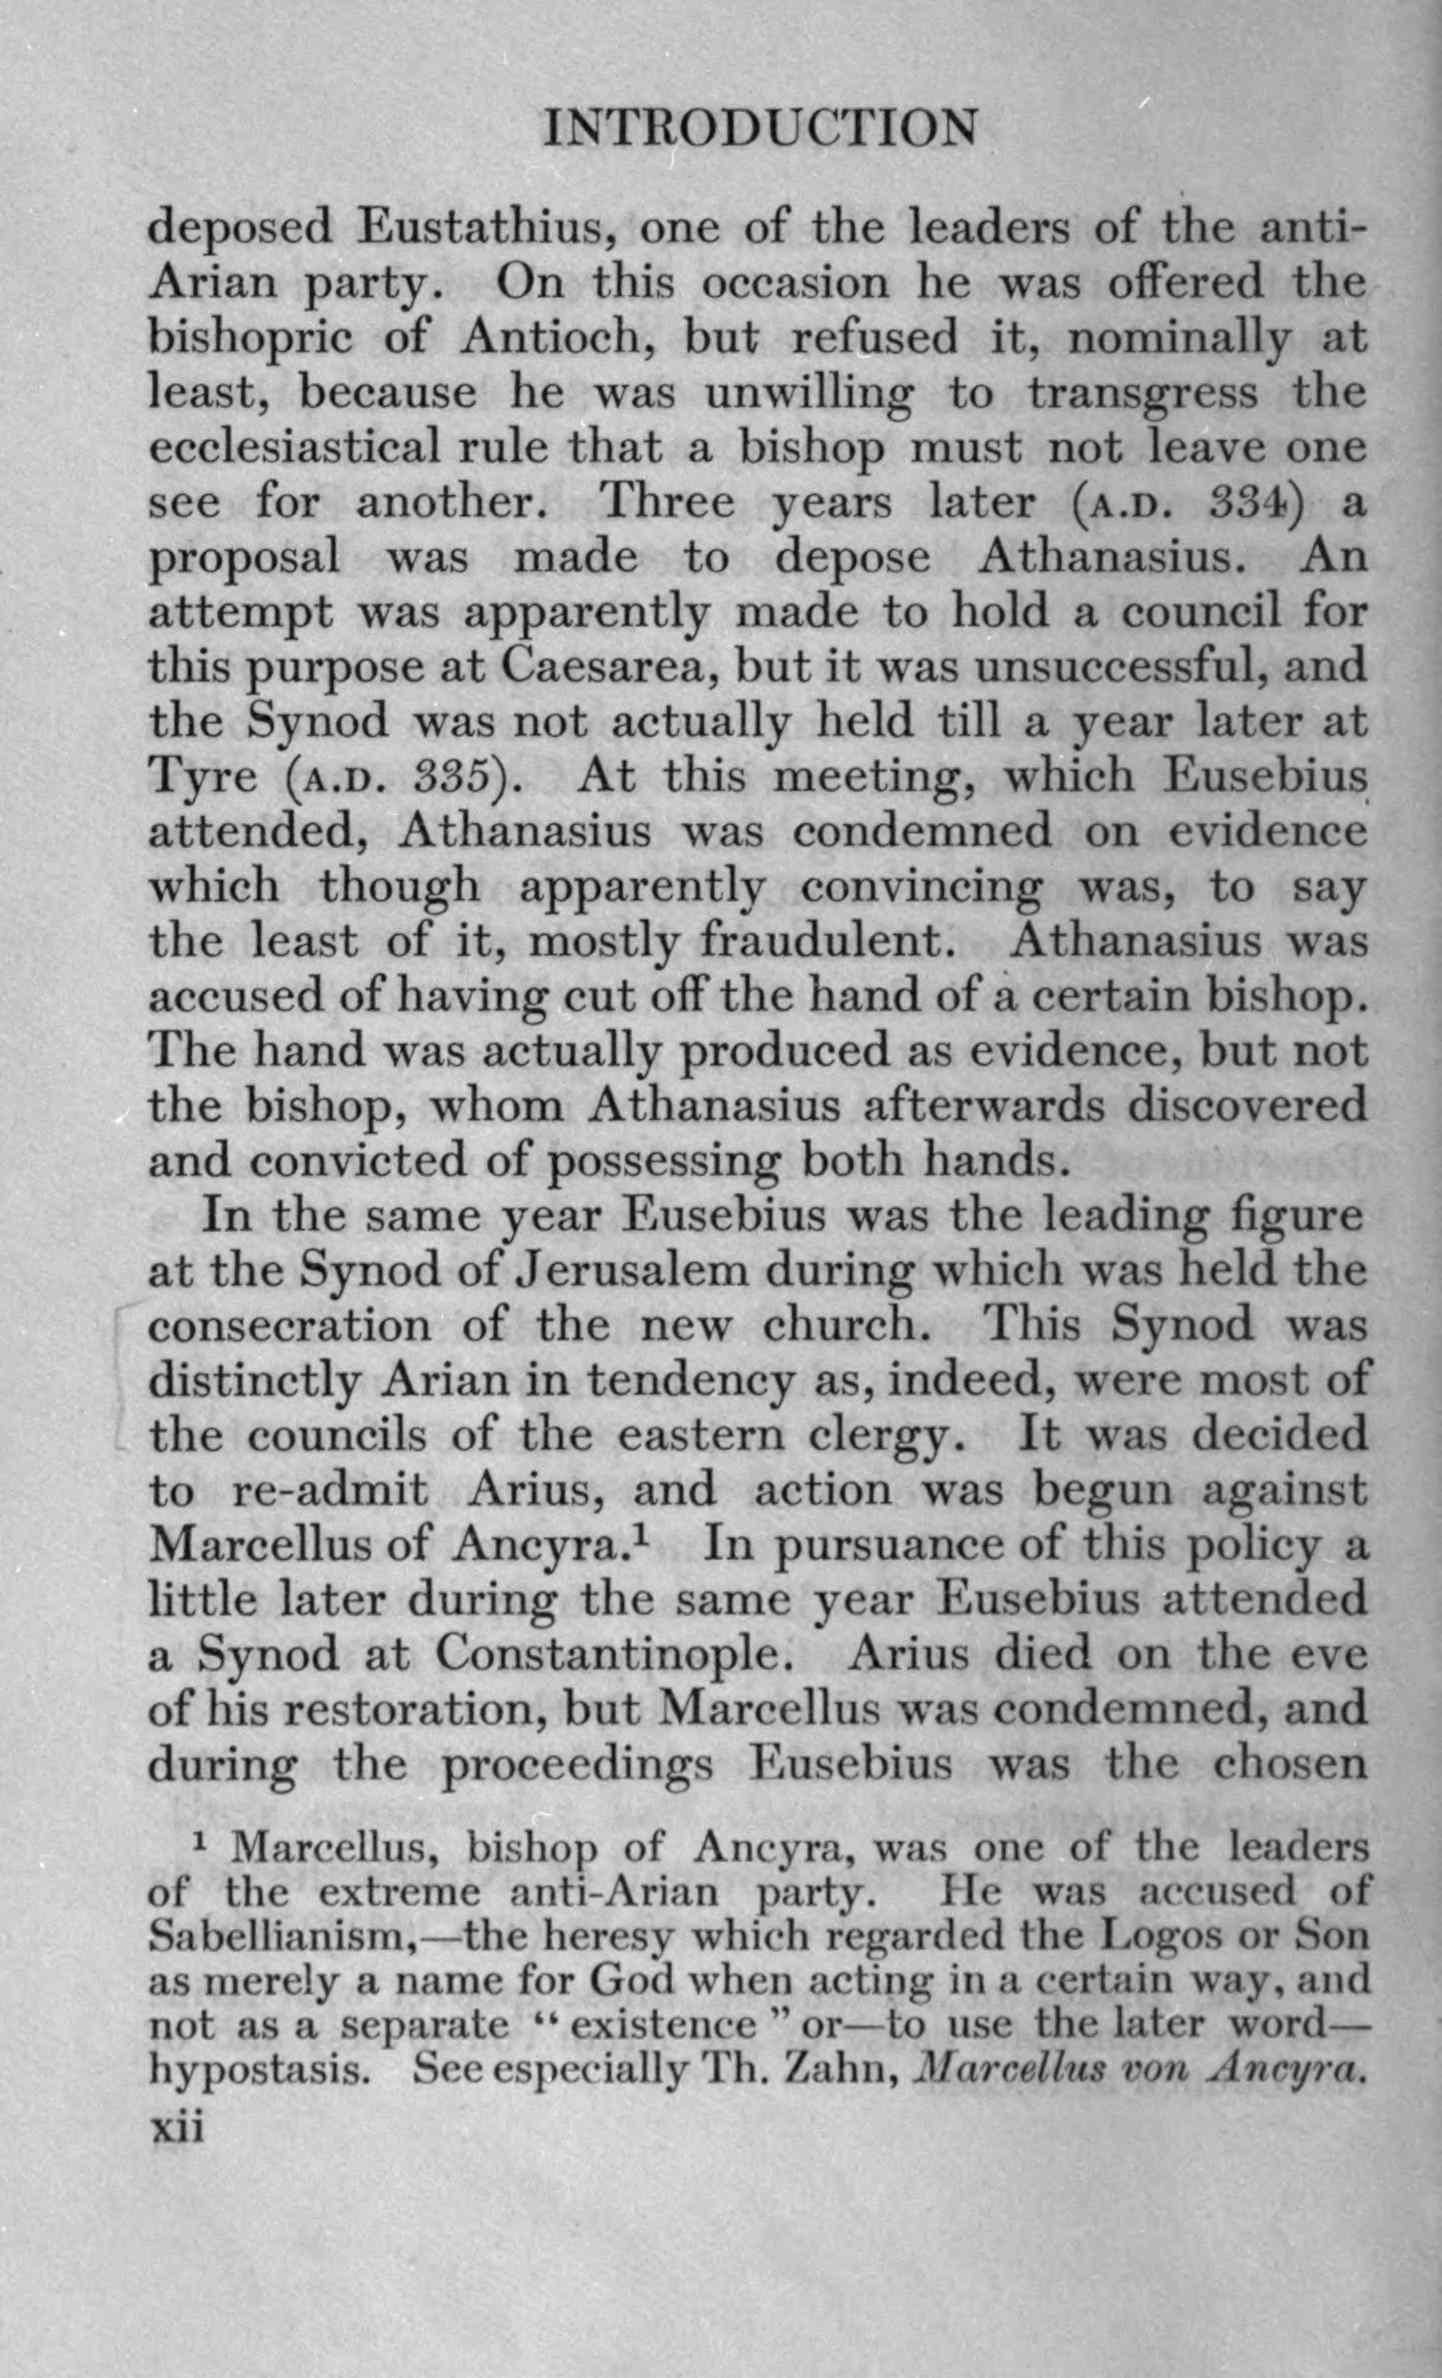 INTRODUCTION
deposed Eustathius, one of the leaders of the anti-
Arian party. On this occasion he was offered the
bishopric of Antioch, but refused it, nominally at
least, because he was unwilling to transgress the
ecclesiastical rule that a bishop must not leave one
see for another. Three years later (A.D. 334) a
proposal was made to depose Athanasius. An
attempt was apparently made to hold a council for
this purpose at Caesarea, but it was unsuccessful, and
the Synod was not actually held till a year later at
Tyre (A.D. 335). At this meeting, which Eusebius
attended, Athanasius was condemned on evidence
which though apparently convincing was, to say
the least of it, mostly fraudulent. Athanasius was
accused of having cut off the hand of a certain bishop.
The hand was actually produced as evidence, but not
the bishop, whom Athanasius afterwards discovered
and convicted of possessing both hands.
In the same year Eusebius was the leading figure
at the Synod of Jerusalem during which was held the
consecration of the new church. This Synod was
distinctly Arian in tendency as, indeed, were most of
the councils of the eastern clergy. It was decided
to re-admit Arius, and action was begun against
Marcellus of Ancyra.¹ In pursuance of this policy a
little later during the same year Eusebius attended
a Synod at Constantinople. Arius died on the eve
of his restoration, but Marcellus was condemned, and
during the proceedings Eusebius was the chosen
¹ Marcellus, bishop of Ancyra, was one of the leaders
of the extreme anti-Arian party. He was accused of
Sabellianism,—the heresy which regarded the Logos or Son
as merely a name for God when acting in a certain way, and
not as a separate “existence” or—to use the later word—
hypostasis. See especially Th. Zahn, Marcellus von Ancyra.
xii